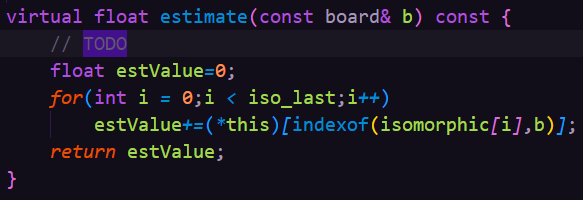 virtual float estimate(const board& b) const {
    // TODO
    float estValue=0;
    for(int i = 0;i < iso_last;i++)
        estValue+=(*this)[indexof(isomorphic[i],b)];
    return estValue;
}